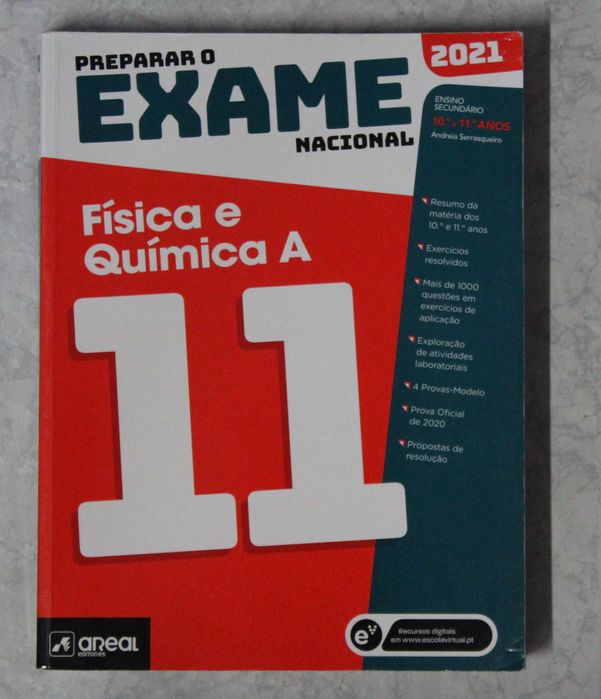 PREPARAR O
EXAME
NACIONAL
2021
ENSINO
SECUNDÁRIO
10.º e 11.º ANOS
Andreia Serrasqueiro
Física e
Química A
11
Resumo da
matéria dos
10.º e 11.º anos
Exercícios
resolvidos
Mais de 1000
questões em
exercícios de
aplicação
Exploração
de atividades
laboratoriais
4 Provas-Modelo
Prova Oficial
de 2020
Propostas de
resolução
areal
editores
e
Recursos digitais
em www.escolavirtual.pt